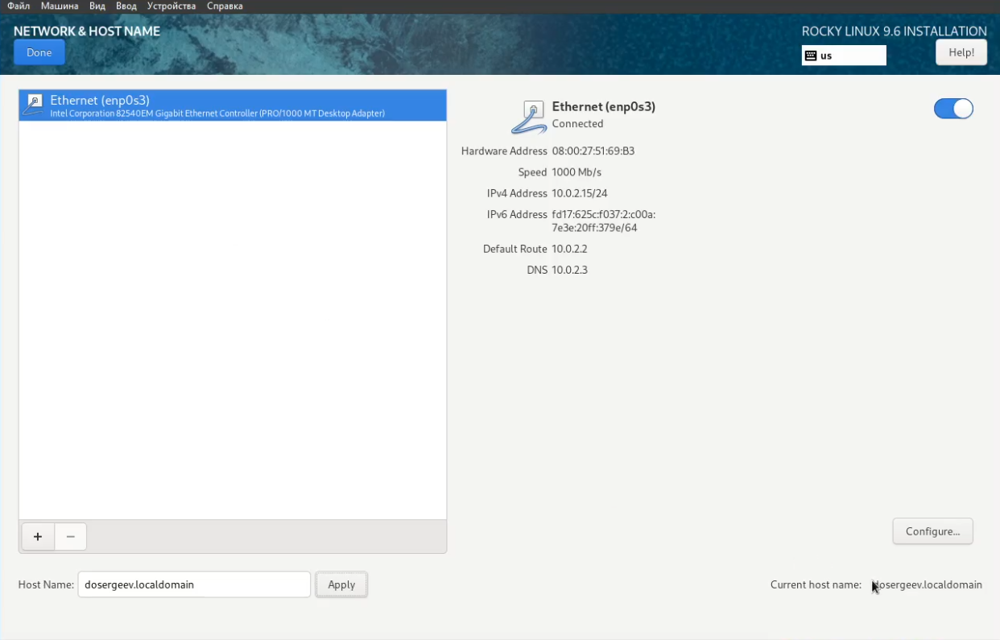 Файл Машина Вид Ввод Устройства Справка
NETWORK & HOST NAME
ROCKY LINUX 9.6 INSTALLATION
Done
us
Help!
Ethernet (enp0s3)
Intel Corporation 82540EM Gigabit Ethernet Controller (PRO/1000 MT Desktop Adapter)
Ethernet (enp0s3)
Connected
Hardware Address 08:00:27:51:69:B3
Speed 1000 Mb/s
IPv4 Address 10.0.2.15/24
IPv6 Address fd17:625c:f037:2:c00a:
7e3e:20ff:379e/64
Default Route 10.0.2.2
DNS 10.0.2.3
+ −
Configure...
Host Name: dosergeev.localdomain Apply
Current host name: dosergeev.localdomain